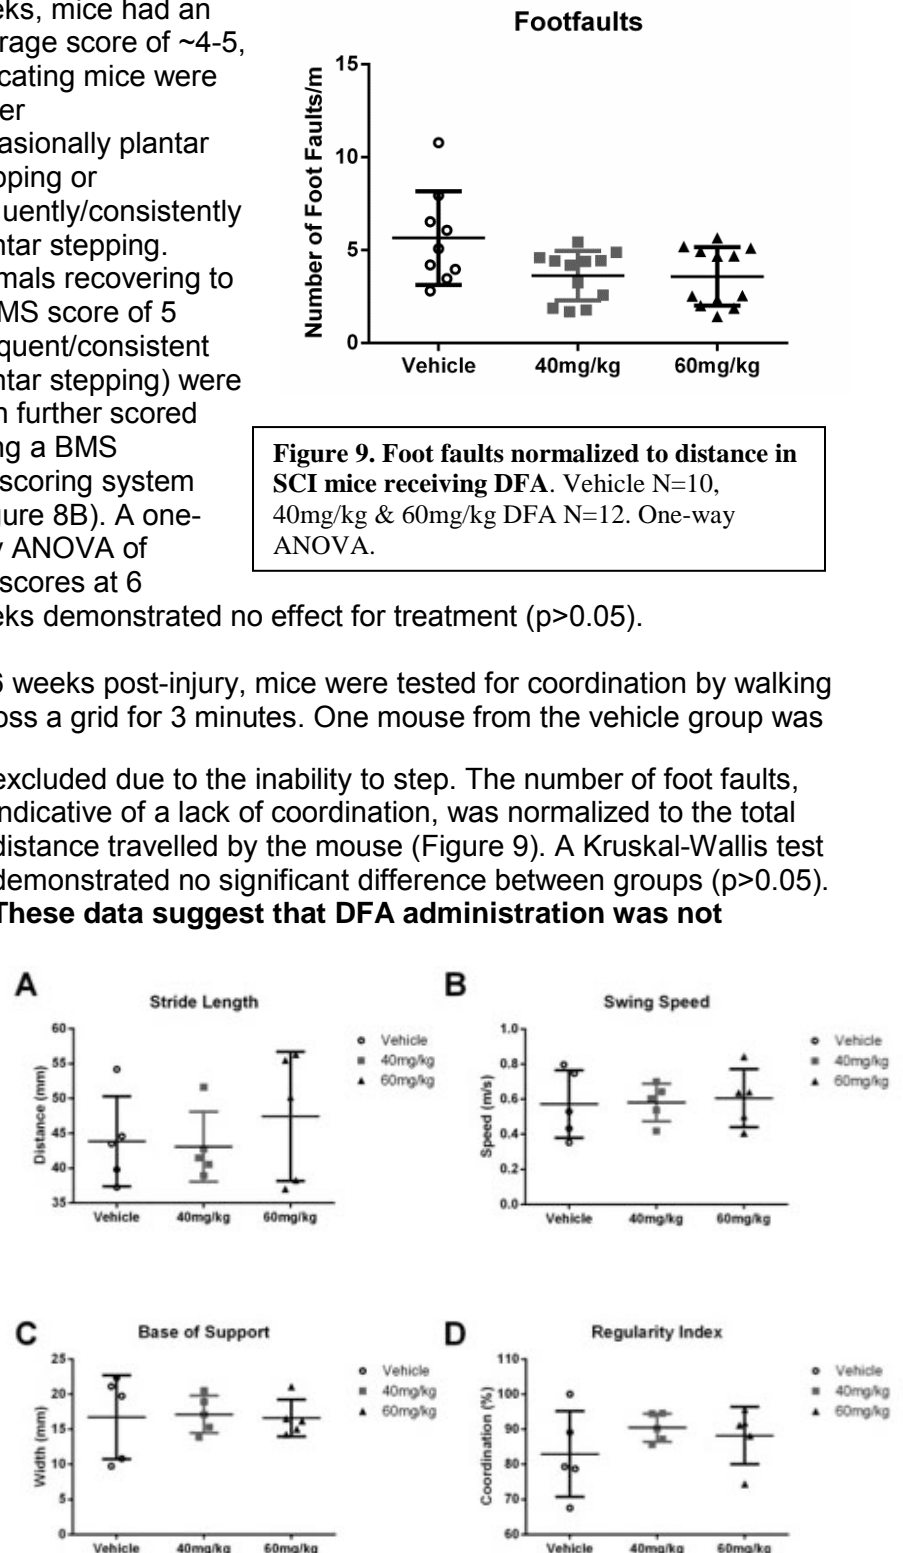 eks, mice had an
rage score of ~4-5,
cating mice were
er
asionally plantar
pping or
uently/consistently
ntar stepping.
mals recovering to
MS score of 5
quent/consistent
ntar stepping) were
n further scored
ng a BMS
scoring system
gure 8B). A one-
y ANOVA of
scores at 6
eks demonstrated no effect for treatment (p>0.05).
Footfaults
Number of Foot Faults/m
15
10
5
0
Vehicle 40mg/kg 60mg/kg
Figure 9. Foot faults normalized to distance in
SCI mice receiving DFA. Vehicle N=10,
40mg/kg & 60mg/kg DFA N=12. One-way
ANOVA.
6 weeks post-injury, mice were tested for coordination by walking
oss a grid for 3 minutes. One mouse from the vehicle group was
excluded due to the inability to step. The number of foot faults,
indicative of a lack of coordination, was normalized to the total
distance travelled by the mouse (Figure 9). A Kruskal-Wallis test
demonstrated no significant difference between groups (p>0.05).
These data suggest that DFA administration was not
A
Stride Length
Distance (mm)
60
55
50
45
40
35
Vehicle 40mg/kg 60mg/kg
Vehicle
40mg/kg
60mg/kg
B
Swing Speed
Speed (m/s)
1.0
0.8
0.6
0.4
0.2
0.0
Vehicle 40mg/kg 60mg/kg
Vehicle
40mg/kg
60mg/kg
C
Base of Support
Width (mm)
25
20
15
10
5
0
Vehicle 40mg/kg 60mg/kg
Vehicle
40mg/kg
60mg/kg
D
Regularity Index
Coordination (%)
110
100
90
80
70
60
Vehicle 40mg/kg 60mg/kg
Vehicle
40mg/kg
60mg/kg